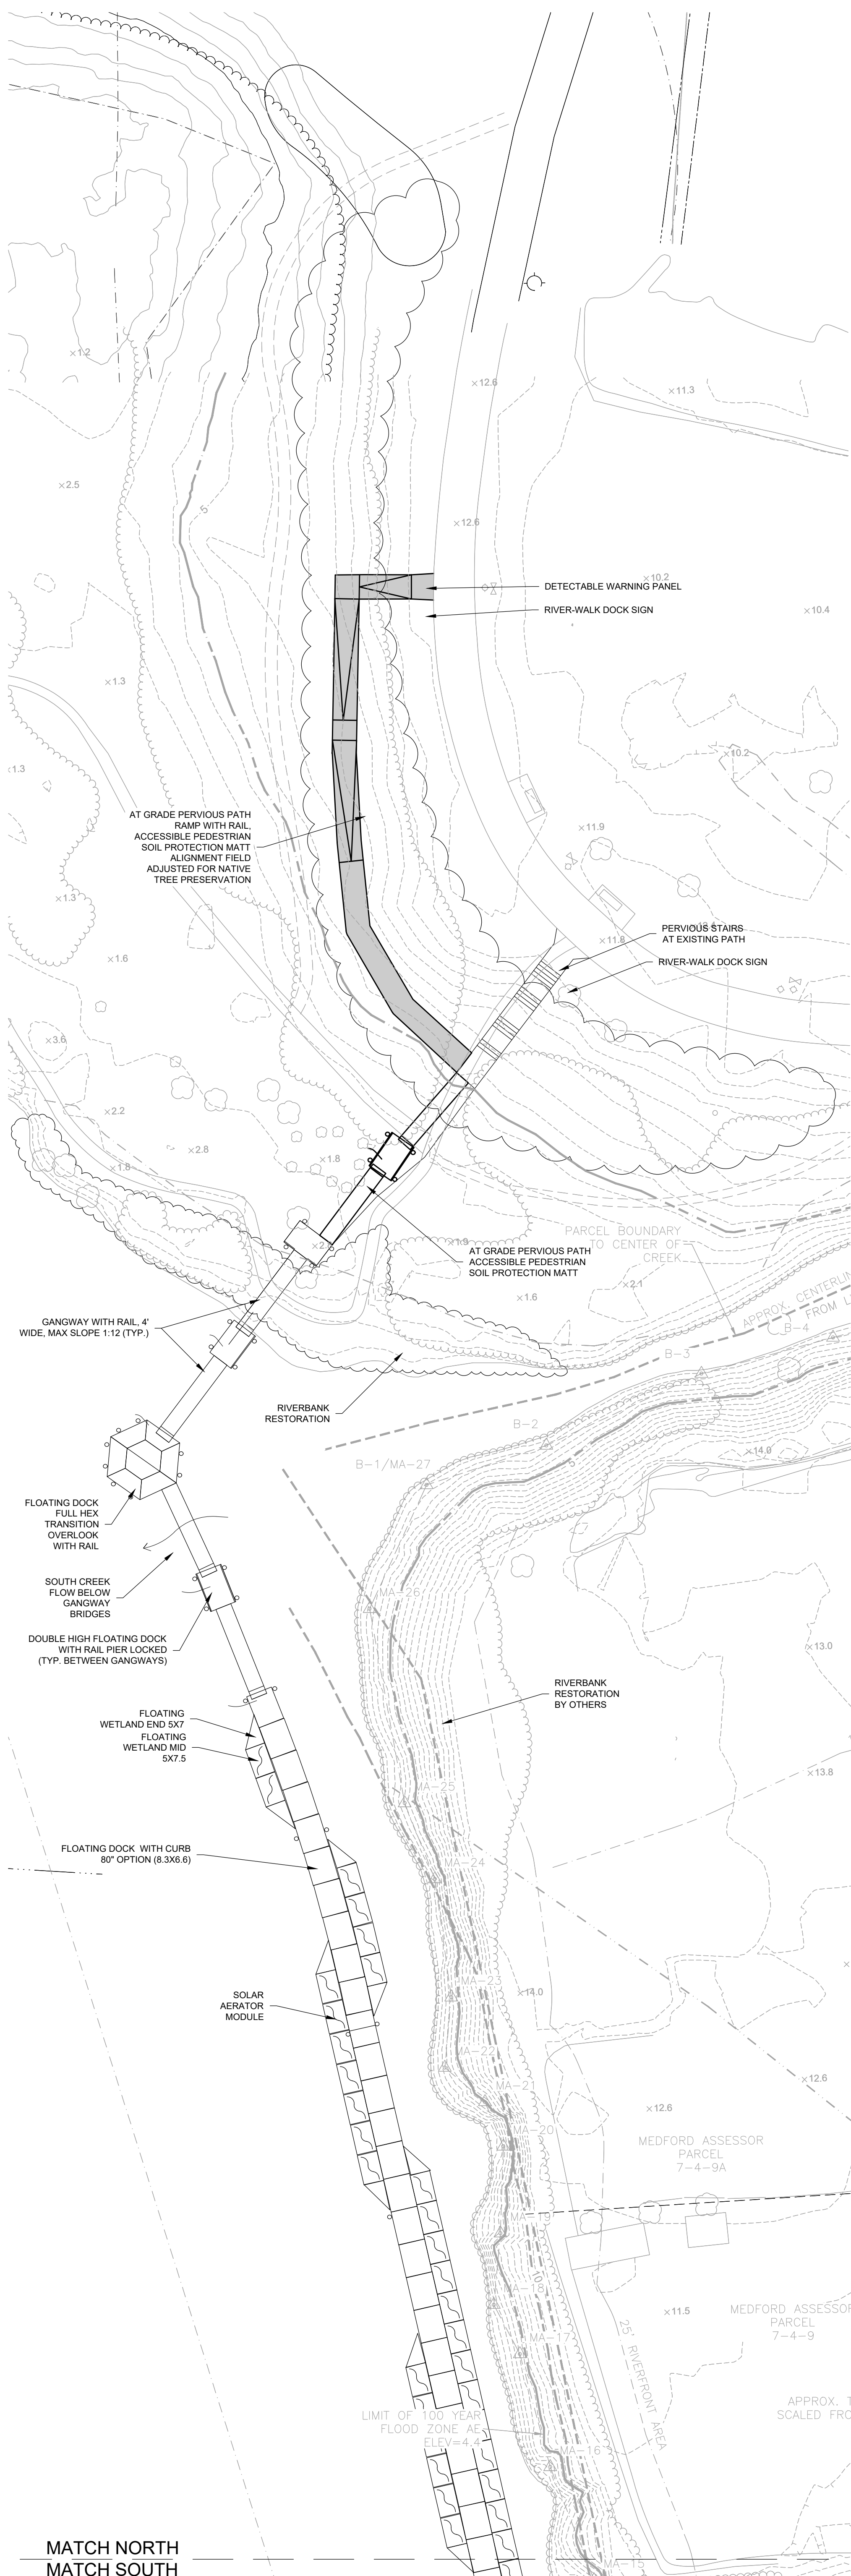 ×1.2
×12.6
×11.3
×2.5
5
×12.6
×10.2
DETECTABLE WARNING PANEL
×10.4
RIVER-WALK DOCK SIGN
×1.3
×10.2
AT GRADE PERVIOUS PATH
RAMP WITH RAIL,
ACCESSIBLE PEDESTRIAN
SOIL PROTECTION MATT
ALIGNMENT FIELD
ADJUSTED FOR NATIVE
TREE PRESERVATION
×11.9
×1.3
PERVIOUS STAIRS
AT EXISTING PATH
×1.6
RIVER-WALK DOCK SIGN
×3.6
×2.2
×2.8
×1.8
×1.8
PARCEL BOUNDARY
TO CENTER OF
CREEK
AT GRADE PERVIOUS PATH
ACCESSIBLE PEDESTRIAN
SOIL PROTECTION MATT
×2.1
×1.6
APPROX. CENTERLIN
FROM L
GANGWAY WITH RAIL, 4'
WIDE, MAX SLOPE 1:12 (TYP.)
B-4
B-3
RIVERBANK
RESTORATION
B-2
×14.0
B-1/MA-27
FLOATING DOCK
FULL HEX
TRANSITION
OVERLOOK
WITH RAIL
SOUTH CREEK
FLOW BELOW
GANGWAY
BRIDGES
MA-26
DOUBLE HIGH FLOATING DOCK
WITH RAIL PIER LOCKED
(TYP. BETWEEN GANGWAYS)
×13.0
RIVERBANK
RESTORATION
BY OTHERS
FLOATING
WETLAND END 5X7
FLOATING
WETLAND MID
5X7.5
×13.8
MA-25
FLOATING DOCK WITH CURB
80" OPTION (8.3X6.6)
MA-24
MA-23
×14.0
SOLAR
AERATOR
MODULE
MA-22
MA-21
×12.6
×12.6
MA-20
MEDFORD ASSESSOR
PARCEL
7-4-9A
MA-19
10
MA-18
×11.5
MEDFORD ASSESSOR
PARCEL
7-4-9
MA-17
25' RIVERFRONT AREA
APPROX. T
SCALED FRO
LIMIT OF 100 YEAR
FLOOD ZONE AE
ELEV=4.4
MA-16
MATCH NORTH
MATCH SOUTH